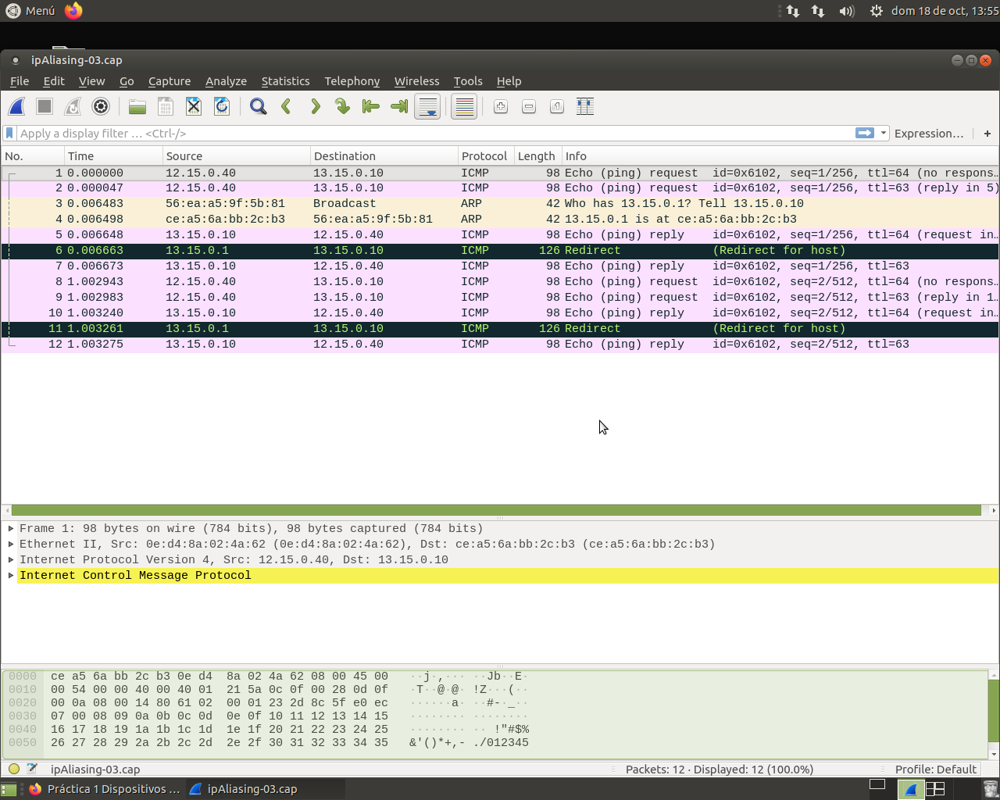 Menú
dom 18 de oct, 13:55
ipAliasing-03.cap
File Edit View Go Capture Analyze Statistics Telephony Wireless Tools Help
Apply a display filter … <Ctrl-/>
Expression… +
No. Time Source Destination Protocol Length Info
1 0.000000 12.15.0.40 13.15.0.10 ICMP 98 Echo (ping) request id=0x6102, seq=1/256, ttl=64 (no respons…
2 0.000047 12.15.0.40 13.15.0.10 ICMP 98 Echo (ping) request id=0x6102, seq=1/256, ttl=63 (reply in 5)
3 0.006483 56:ea:a5:9f:5b:81 Broadcast ARP 42 Who has 13.15.0.1? Tell 13.15.0.10
4 0.006498 ce:a5:6a:bb:2c:b3 56:ea:a5:9f:5b:81 ARP 42 13.15.0.1 is at ce:a5:6a:bb:2c:b3
5 0.006648 13.15.0.10 12.15.0.40 ICMP 98 Echo (ping) reply id=0x6102, seq=1/256, ttl=64 (request in…
6 0.006663 13.15.0.1 13.15.0.10 ICMP 126 Redirect (Redirect for host)
7 0.006673 13.15.0.10 12.15.0.40 ICMP 98 Echo (ping) reply id=0x6102, seq=1/256, ttl=63
8 1.002943 12.15.0.40 13.15.0.10 ICMP 98 Echo (ping) request id=0x6102, seq=2/512, ttl=64 (no respons…
9 1.002983 12.15.0.40 13.15.0.10 ICMP 98 Echo (ping) request id=0x6102, seq=2/512, ttl=63 (reply in 1…
10 1.003240 13.15.0.10 12.15.0.40 ICMP 98 Echo (ping) reply id=0x6102, seq=2/512, ttl=64 (request in…
11 1.003261 13.15.0.1 13.15.0.10 ICMP 126 Redirect (Redirect for host)
12 1.003275 13.15.0.10 12.15.0.40 ICMP 98 Echo (ping) reply id=0x6102, seq=2/512, ttl=63
Frame 1: 98 bytes on wire (784 bits), 98 bytes captured (784 bits)
Ethernet II, Src: 0e:d4:8a:02:4a:62 (0e:d4:8a:02:4a:62), Dst: ce:a5:6a:bb:2c:b3 (ce:a5:6a:bb:2c:b3)
Internet Protocol Version 4, Src: 12.15.0.40, Dst: 13.15.0.10
Internet Control Message Protocol
0000 ce a5 6a bb 2c b3 0e d4 8a 02 4a 62 08 00 45 00 ··j·,··· ··Jb··E·
0010 00 54 00 00 40 00 40 01 21 5a 0c 0f 00 28 0d 0f ·T··@·@· !Z···(··
0020 00 0a 08 00 14 80 61 02 00 01 23 2d 8c 5f e0 ec ······a· ··#-·_··
0030 07 00 08 09 0a 0b 0c 0d 0e 0f 10 11 12 13 14 15 ········ ········
0040 16 17 18 19 1a 1b 1c 1d 1e 1f 20 21 22 23 24 25 ········ ·· !"#$%
0050 26 27 28 29 2a 2b 2c 2d 2e 2f 30 31 32 33 34 35 &'()*+,- ./012345
ipAliasing-03.cap
Packets: 12 · Displayed: 12 (100.0%)
Profile: Default
Práctica 1 Dispositivos …
ipAliasing-03.cap